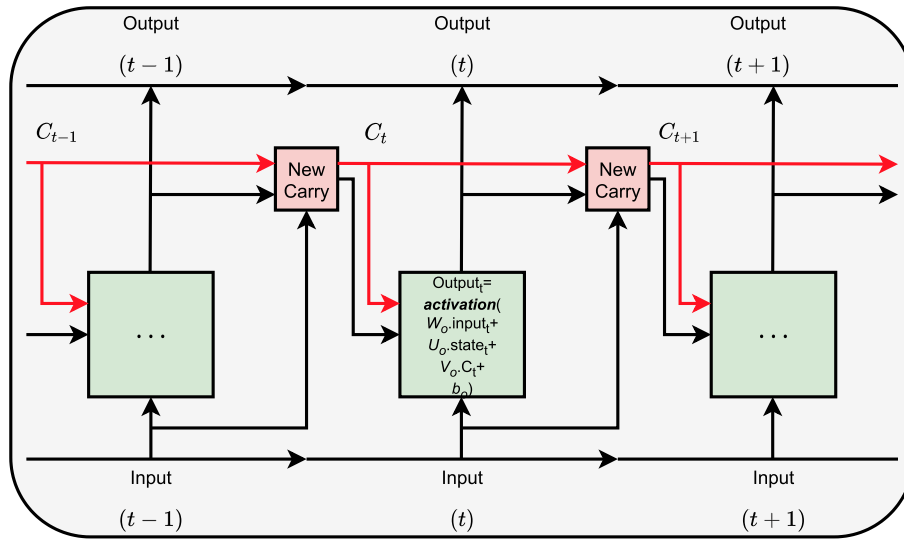 Output Output Output
(t − 1) (t) (t + 1)
C_{t−1} C_t C_{t+1}
New
Carry
New
Carry
...
Output_t=
activation(
W_o.input_t+
U_o.state_t+
V_o.C_t+
b_o)
...
Input Input Input
(t − 1) (t) (t + 1)